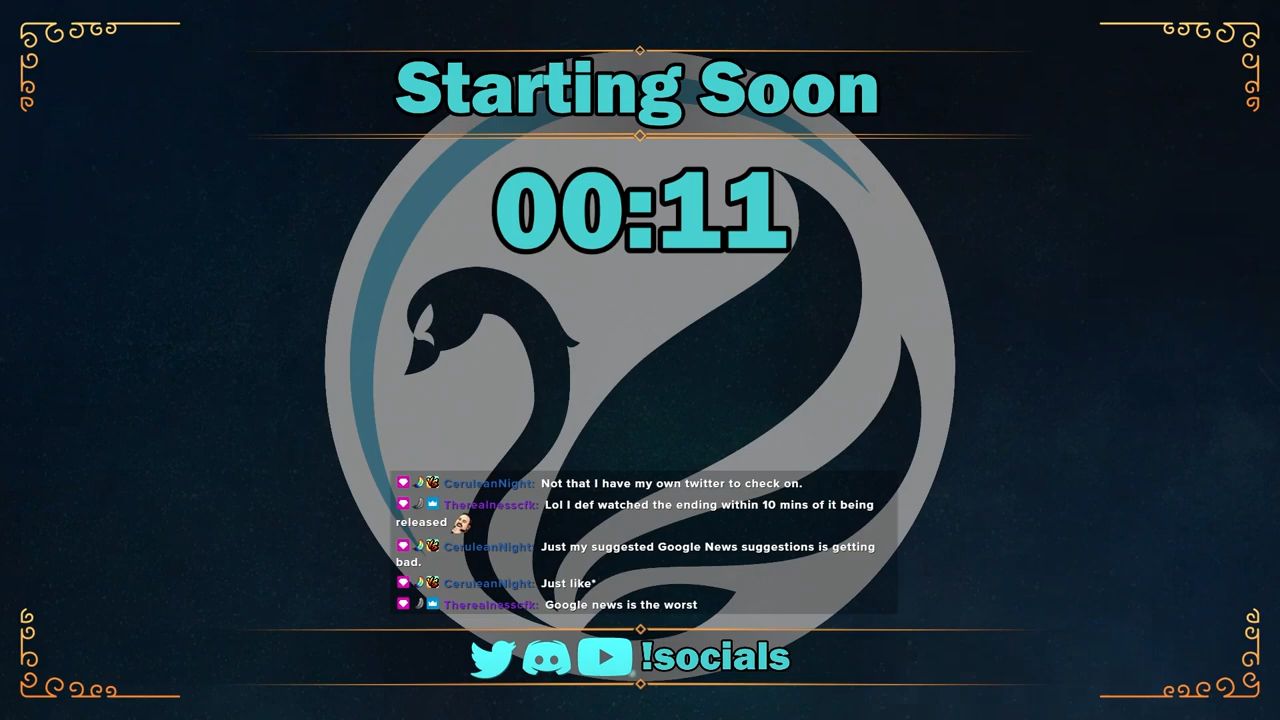 Starting Soon
00:11
CeruleanNight: Not that I have my own twitter to check on.
Therealnesscfk: Lol I def watched the ending within 10 mins of it being
released
CeruleanNight: Just my suggested Google News suggestions is getting
bad.
CeruleanNight: Just like*
Therealnesscfk: Google news is the worst
!socials